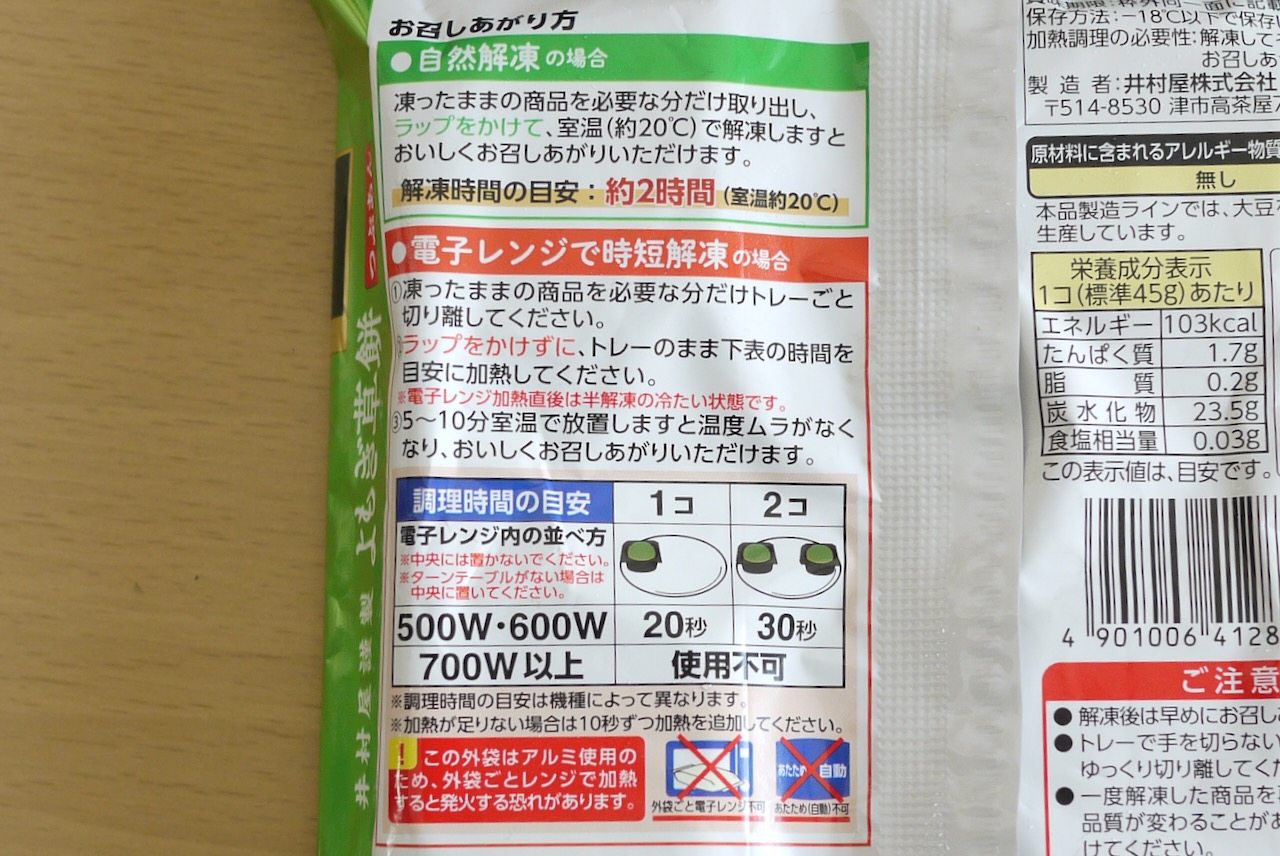 お召しあがり方
●自然解凍の場合
凍ったままの商品を必要な分だけ取り出し、
ラップをかけて、室温(約20℃)で解凍しますと
おいしくお召しあがりいただけます。
解凍時間の目安：約2時間(室温約20℃)
●電子レンジで時短解凍の場合
①凍ったままの商品を必要な分だけトレーごと
切り離してください。
②ラップをかけずに、トレーのまま下表の時間を
目安に加熱してください。
※電子レンジ加熱直後は半解凍の冷たい状態です。
③5〜10分室温で放置しますと温度ムラがなく
なり、おいしくお召しあがりいただけます。
調理時間の目安 1コ 2コ
電子レンジ内の並べ方
※中央には置かないでください。
※ターンテーブルがない場合は
中央に置いてください。
500W・600W 20秒 30秒
700W以上 使用不可
※調理時間の目安は機種によって異なります。
※加熱が足りない場合は10秒ずつ加熱を追加してください。
! この外袋はアルミ使用の
ため、外袋ごとレンジで加熱
すると発火する恐れがあります。
外袋ごと電子レンジ不可
あたため 自動
あたため(自動)不可
井村屋謹製 よもぎ草餅
つぶあん
保存方法：−18℃以下で保存
加熱調理の必要性：解凍して
お召しあ
製造者：井村屋株式会社
〒514-8530 津市高茶屋
原材料に含まれるアレルギー物質
無し
本品製造ラインでは、大豆
生産しています。
栄養成分表示
1コ(標準45g)あたり
エネルギー 103kcal
たんぱく質 1.7g
脂質 0.2g
炭水化物 23.5g
食塩相当量 0.03g
この表示値は、目安です。
4 901006 4128
ご注意
●解凍後は早めにお召し
●トレーで手を切らない
ゆっくり切り離してくだ
●一度解凍した商品を
品質が変わることがあ
けてください。